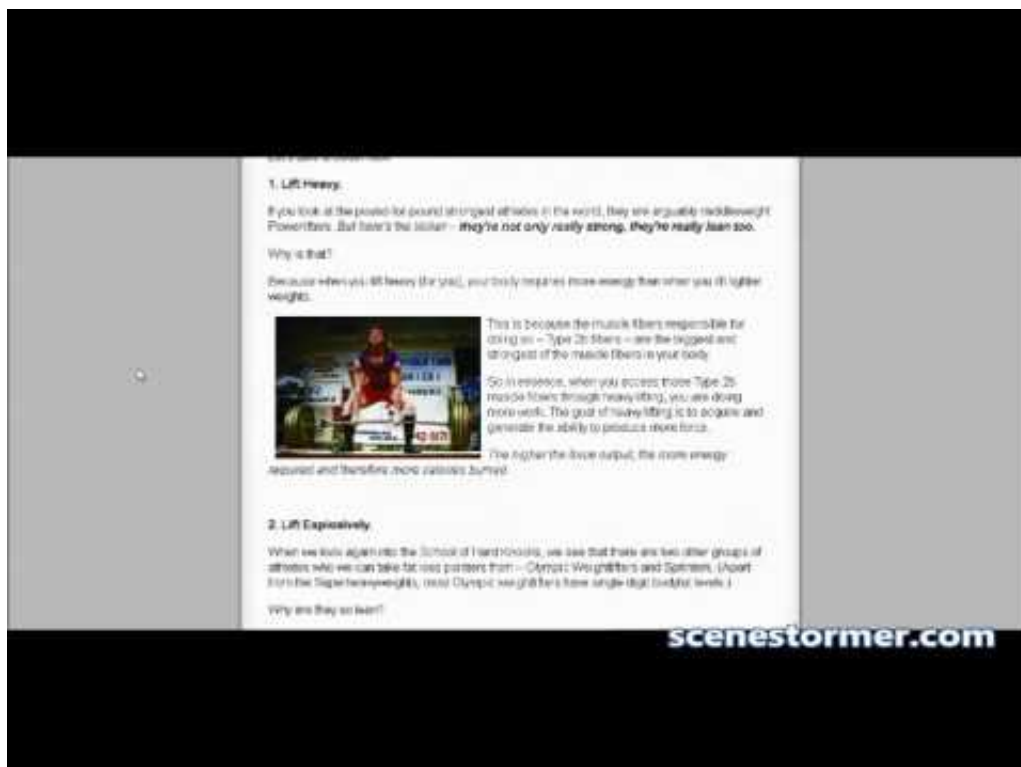 1. Lift Heavy.
If you look at the pound for pound strongest athletes in the world, they are arguably middleweight
Powerlifters. But here's the kicker – they're not only really strong, they're really lean too.
Why is that?
Because when you lift heavy (for you), your body requires more energy than when you lift lighter
weights.
This is because the muscle fibers responsible for
doing so – Type 2b fibers – are the biggest and
strongest of the muscle fibers in your body.
So in essence, when you access those Type 2b
muscle fibers through heavy lifting, you are doing
more work. The goal of heavy lifting is to acquire and
generate the ability to produce more force.
The higher the force output, the more energy
required and therefore more calories burned.
2. Lift Explosively.
When we look again into the School of Hard Knocks, we see that there are two other groups of
athletes who we can take fat loss pointers from – Olympic Weightlifters and Sprinters. (Apart
from the Superheavyweights, most Olympic weightlifters have single digit bodyfat levels.)
Why are they so lean?
scenestormer.com